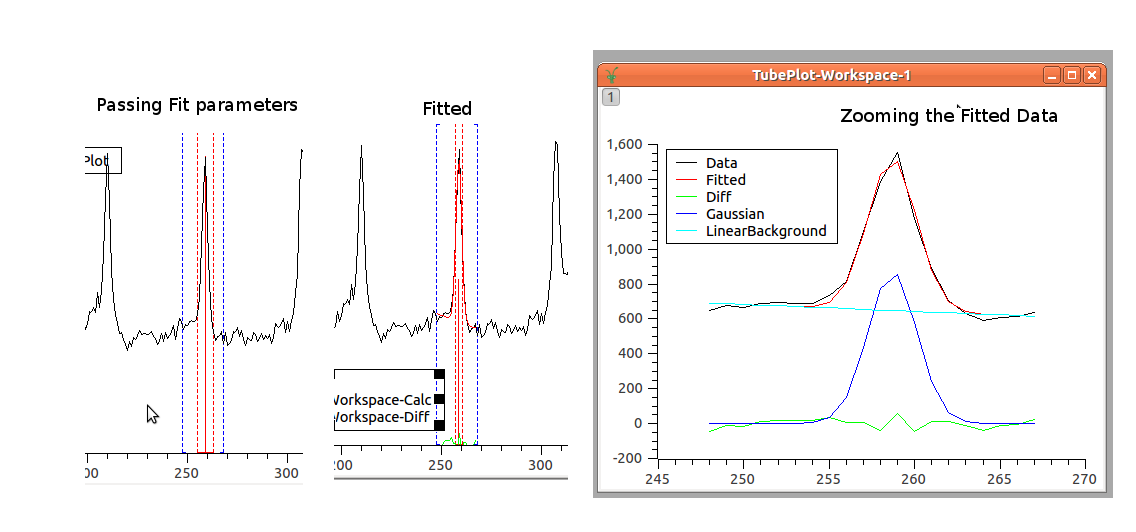 Passing Fit parameters
Plot
250
300
Fitted
Workspace-Calc
Workspace-Diff
200
250
300
TubePlot-Workspace-1
1
Zooming the Fitted Data
1,600
1,400
1,200
1,000
800
600
400
200
0
-200
Data
Fitted
Diff
Gaussian
LinearBackground
245
250
255
260
265
270